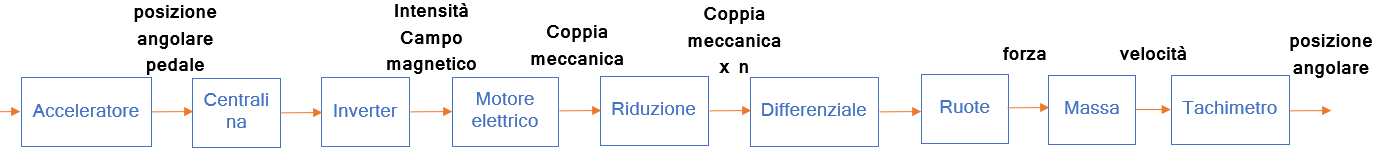 posizione
angolare
pedale
Intensità
Campo
magnetico
Coppia
meccanica
Coppia
meccanica
x n
forza
velocità
posizione
angolare
Acceleratore
Centrali
na
Inverter
Motore
elettrico
Riduzione
Differenziale
Ruote
Massa
Tachimetro